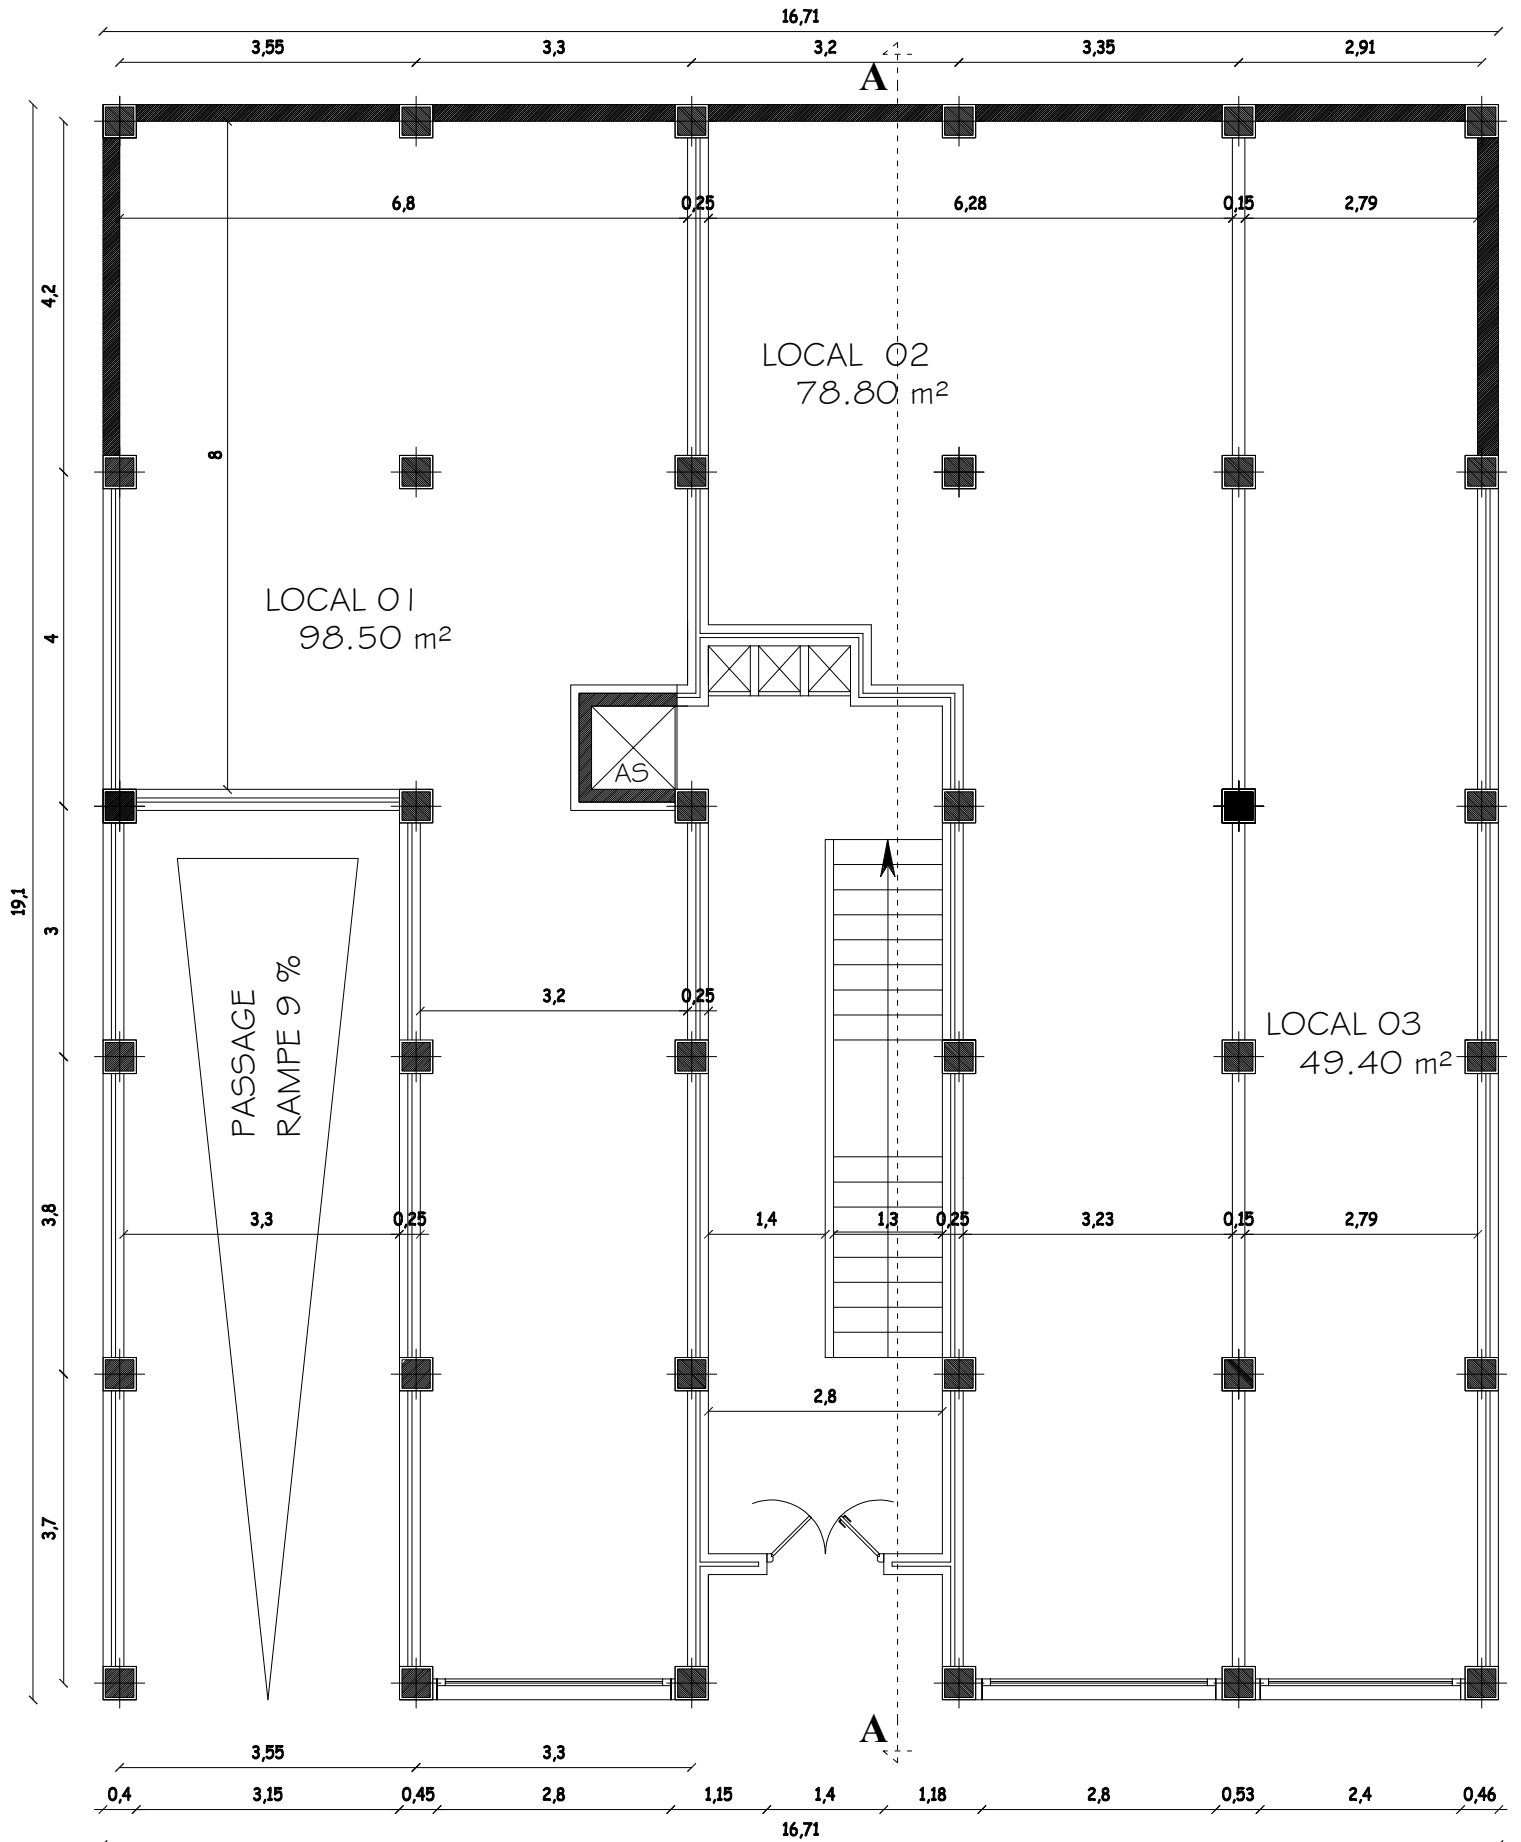 16,71
3,55 3,3 3,2 3,35 2,91
A
6,8 0,25 6,28 0,15 2,79
4,2
LOCAL 02
78.80 m²
8
LOCAL 01
98.50 m²
4
AS
19,1
3
PASSAGE
RAMPE 9 %
3,2 0,25
LOCAL 03
49.40 m²
3,8
3,3 0,25 1,4 1,3 0,25 3,23 0,15 2,79
2,8
3,7
A
3,55 3,3
0,4 3,15 0,45 2,8 1,15 1,4 1,18 2,8 0,53 2,4 0,46
16,71